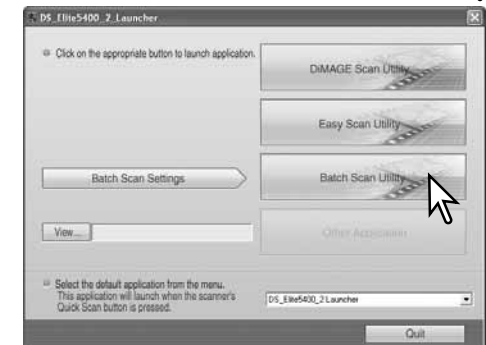 DS_Elite5400_2_Launcher
Click on the appropriate button to launch application.
DiMAGE Scan Utility
Easy Scan Utility
Batch Scan Settings
Batch Scan Utility
View...
Other Application
Select the default application from the menu.
This application will launch when the scanner's
Quick Scan button is pressed.
DS_Elite5400_2 Launcher
Quit